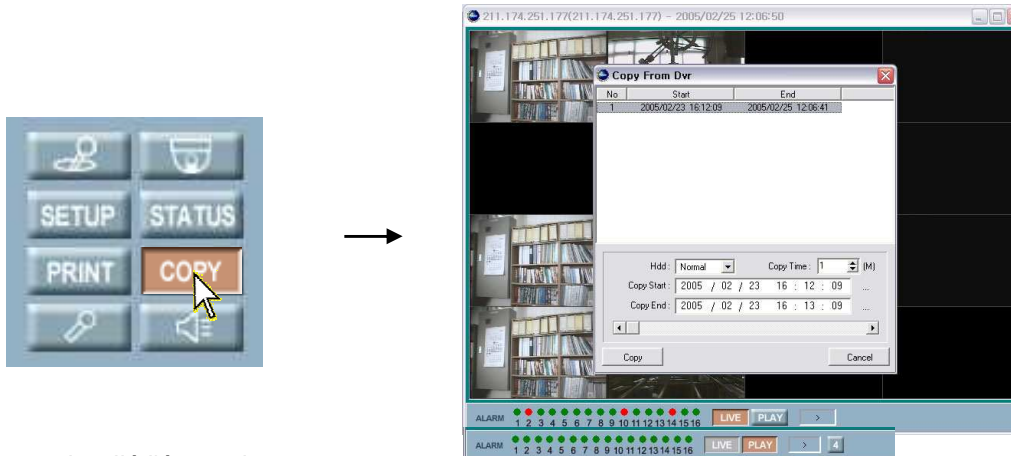 SETUP STATUS
PRINT COPY
211.174.251.177(211.174.251.177) - 2005/02/25 12:06:50
Copy From Dvr
No Start End
1 2005/02/23 16:12:09 2005/02/25 12:06:41
Hdd : Normal Copy Time : 1 (M)
Copy Start : 2005 / 02 / 23 16 : 12 : 09 ...
Copy End : 2005 / 02 / 23 16 : 13 : 09 ...
Copy Cancel
ALARM 1 2 3 4 5 6 7 8 9 10 11 12 13 14 15 16 LIVE PLAY >
ALARM 1 2 3 4 5 6 7 8 9 10 11 12 13 14 15 16 LIVE PLAY > 4